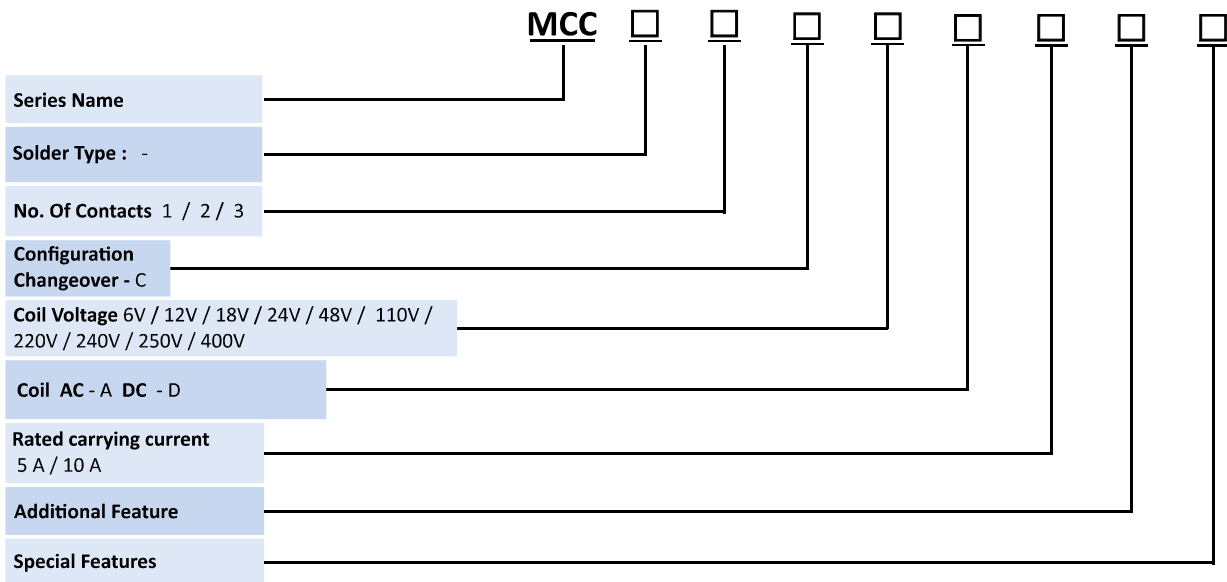 MCC
Series Name
Solder Type : -
No. Of Contacts 1 / 2 / 3
Configuration
Changeover - C
Coil Voltage 6V / 12V / 18V / 24V / 48V / 110V /
220V / 240V / 250V / 400V
Coil AC - A DC - D
Rated carrying current
5 A / 10 A
Additional Feature
Special Features